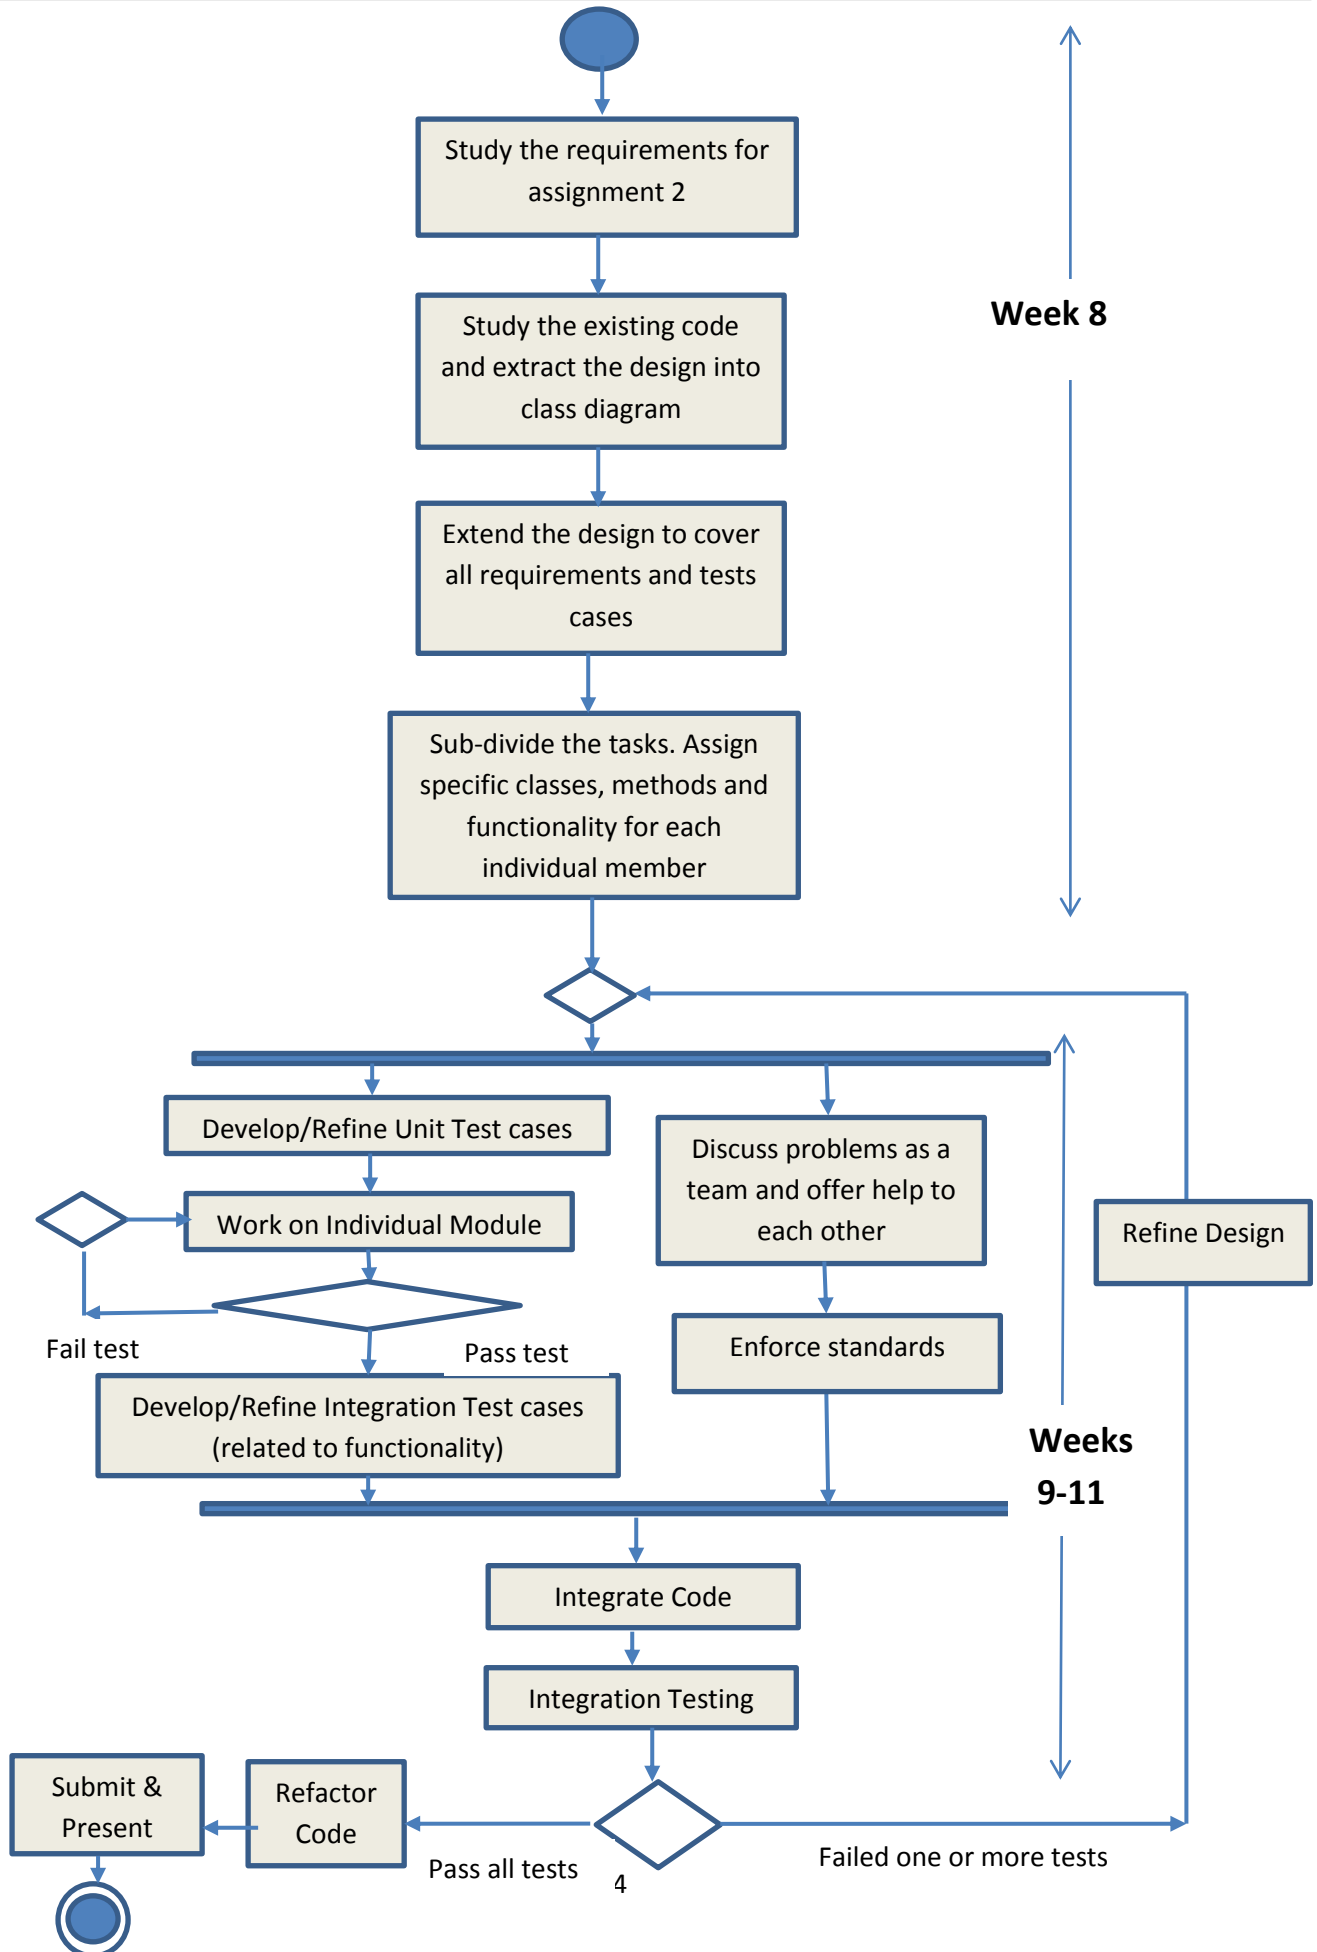 Study the requirements for
assignment 2
Week 8
Study the existing code
and extract the design into
class diagram
Extend the design to cover
all requirements and tests
cases
Sub-divide the tasks. Assign
specific classes, methods and
functionality for each
individual member
Develop/Refine Unit Test cases
Discuss problems as a
team and offer help to
each other
Work on Individual Module
Refine Design
Fail test
Pass test
Enforce standards
Develop/Refine Integration Test cases
(related to functionality)
Weeks
9-11
Integrate Code
Integration Testing
Submit &
Present
Refactor
Code
Pass all tests
Failed one or more tests
4